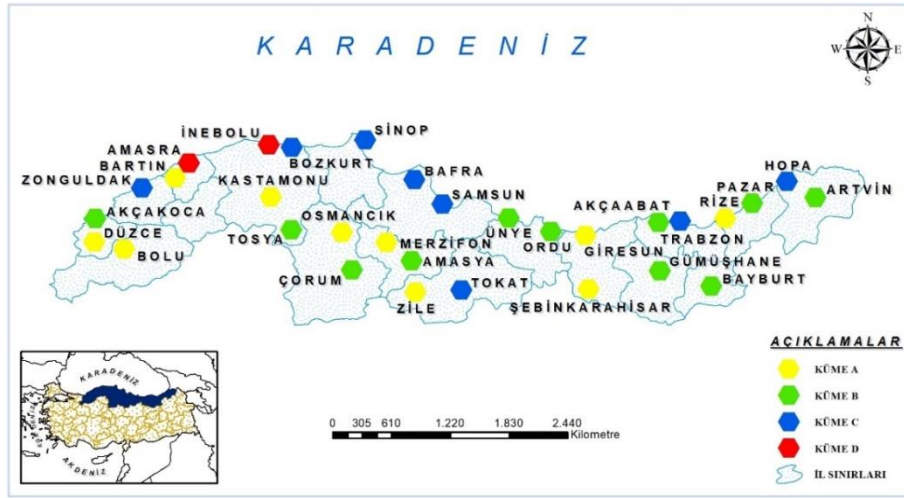 KARADENİZ
N
W E
S
İNEBOLU
SİNOP
AMASRA
BARTIN
BOZKURT
ZONGULDAK
KASTAMONU
BAFRA
HOPA
SAMSUN
PAZAR
ARTVİN
AKÇAKOCA
OSMANCIK
AKÇAABAT
RİZE
DÜZCE
TOSYA
MERZİFON
ÜNYE
ORDU
GİRESUN
TRABZON
BOLU
AMASYA
GÜMÜŞHANE
ÇORUM
TOKAT
BAYBURT
ZİLE
ŞEBİNKARAHİSAR
AÇIKLAMALAR
KÜME A
KÜME B
KÜME C
KÜME D
İL SINIRLARI
KARADENİZ
AKDENİZ
0 305 610 1.220 1.830 2.440
Kilometre